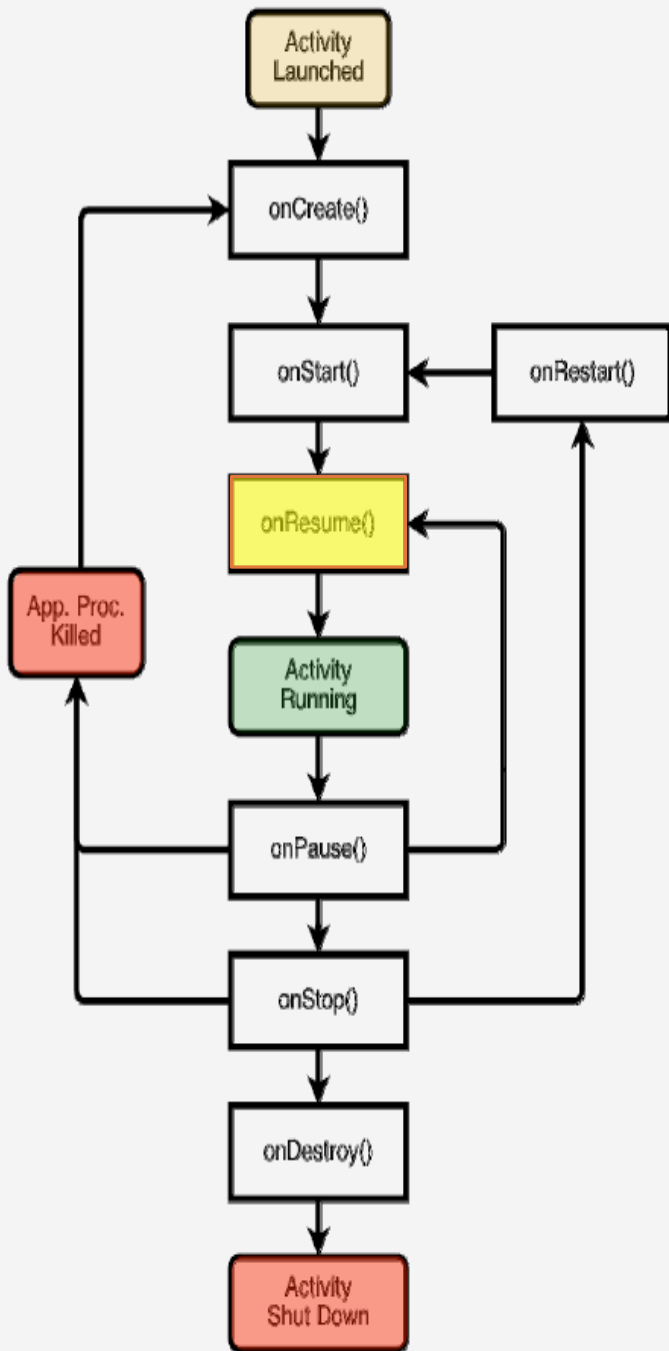 Activity
Launched
onCreate()
onStart()
onRestart()
onResume()
App. Proc.
Killed
Activity
Running
onPause()
onStop()
onDestroy()
Activity
Shut Down